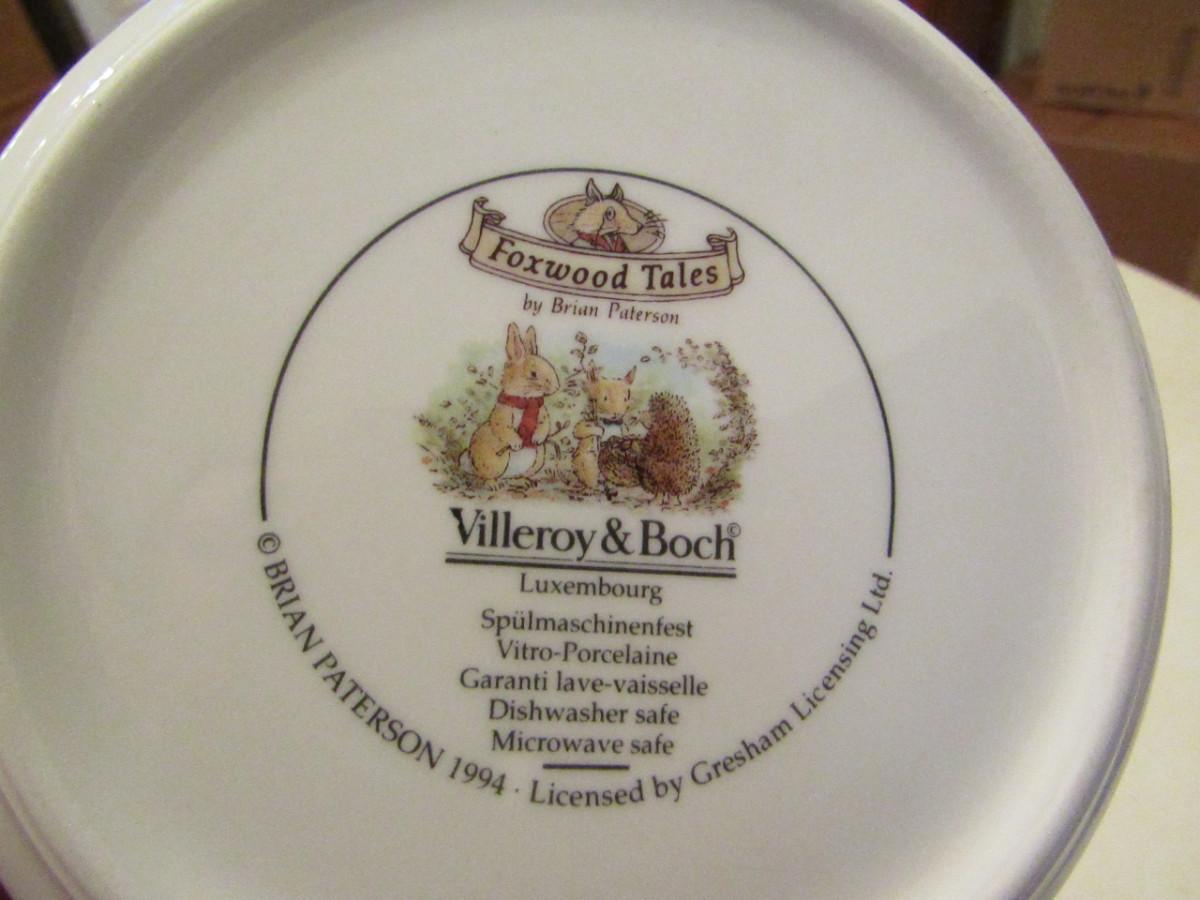 Foxwood Tales
by Brian Paterson
Villeroy & Boch©
Luxembourg
Spülmaschinenfest
Vitro-Porcelaine
Garanti lave-vaisselle
Dishwasher safe
Microwave safe
© BRIAN PATERSON 1994 · Licensed by Gresham Licensing Ltd.